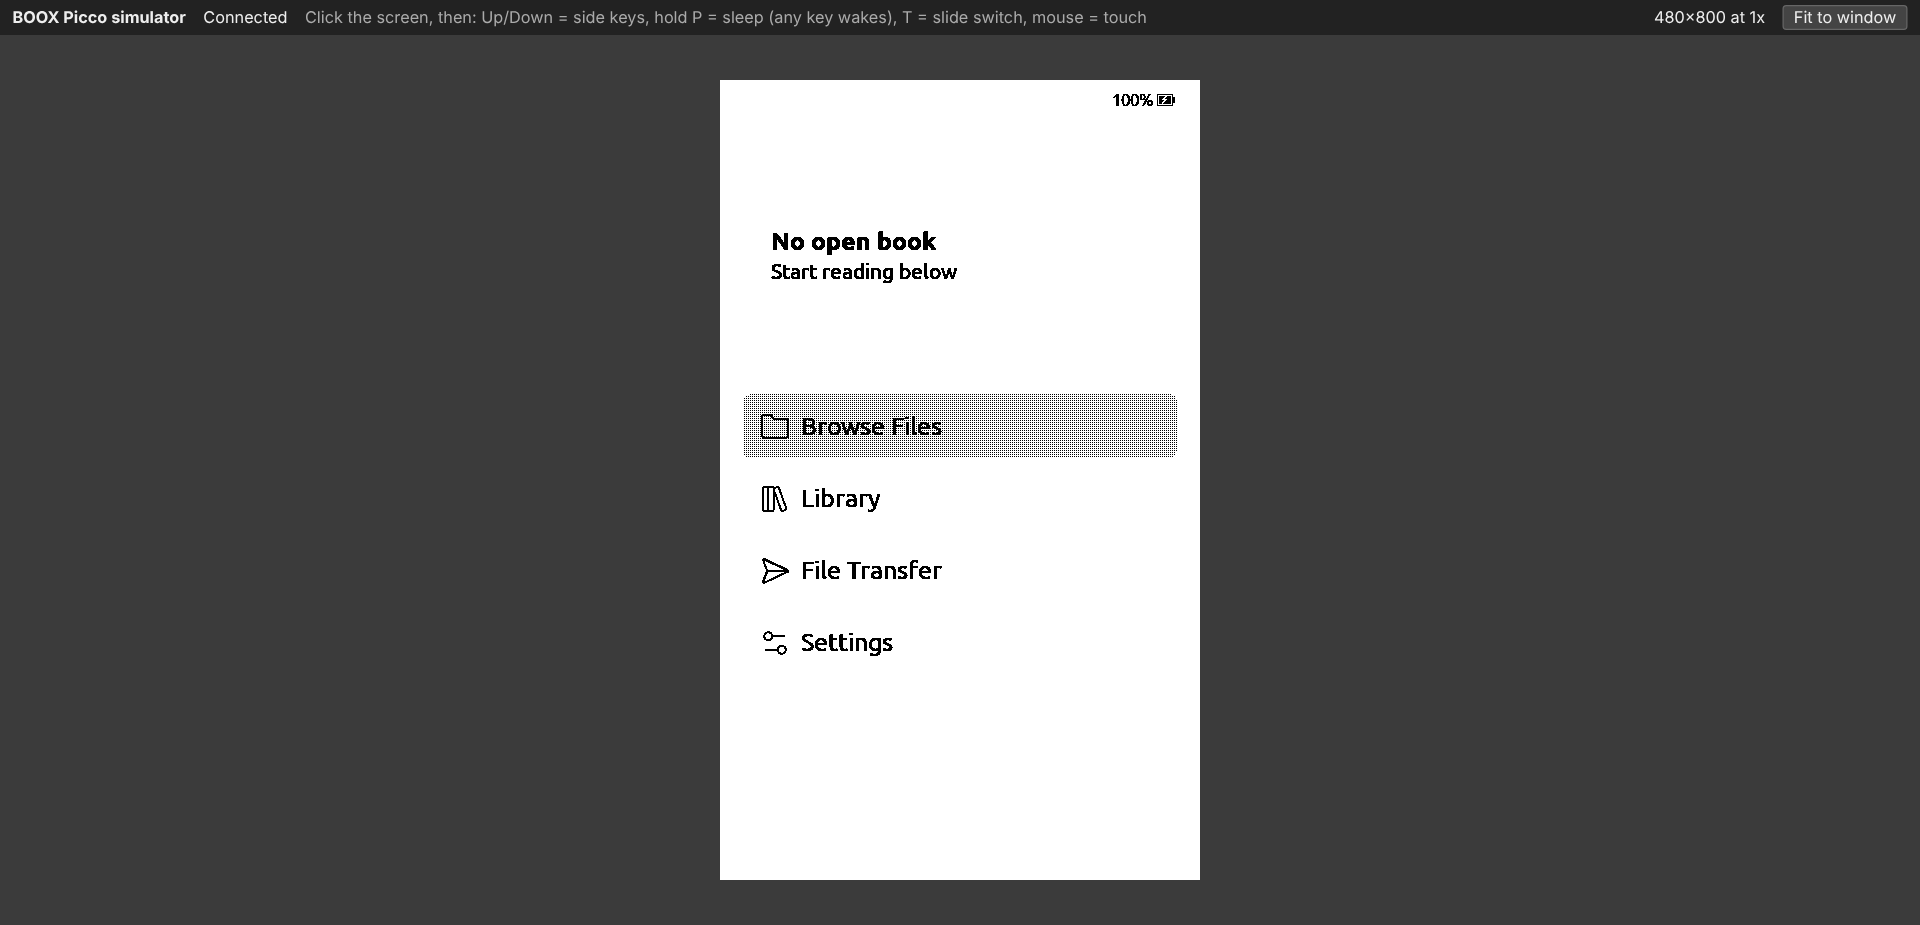 BOOX Picco simulator Connected Click the screen, then: Up/Down = side keys, hold P = sleep (any key wakes), T = slide switch, mouse = touch 480×800 at 1x Fit to window
100%
No open book
Start reading below
Browse Files
Library
File Transfer
Settings